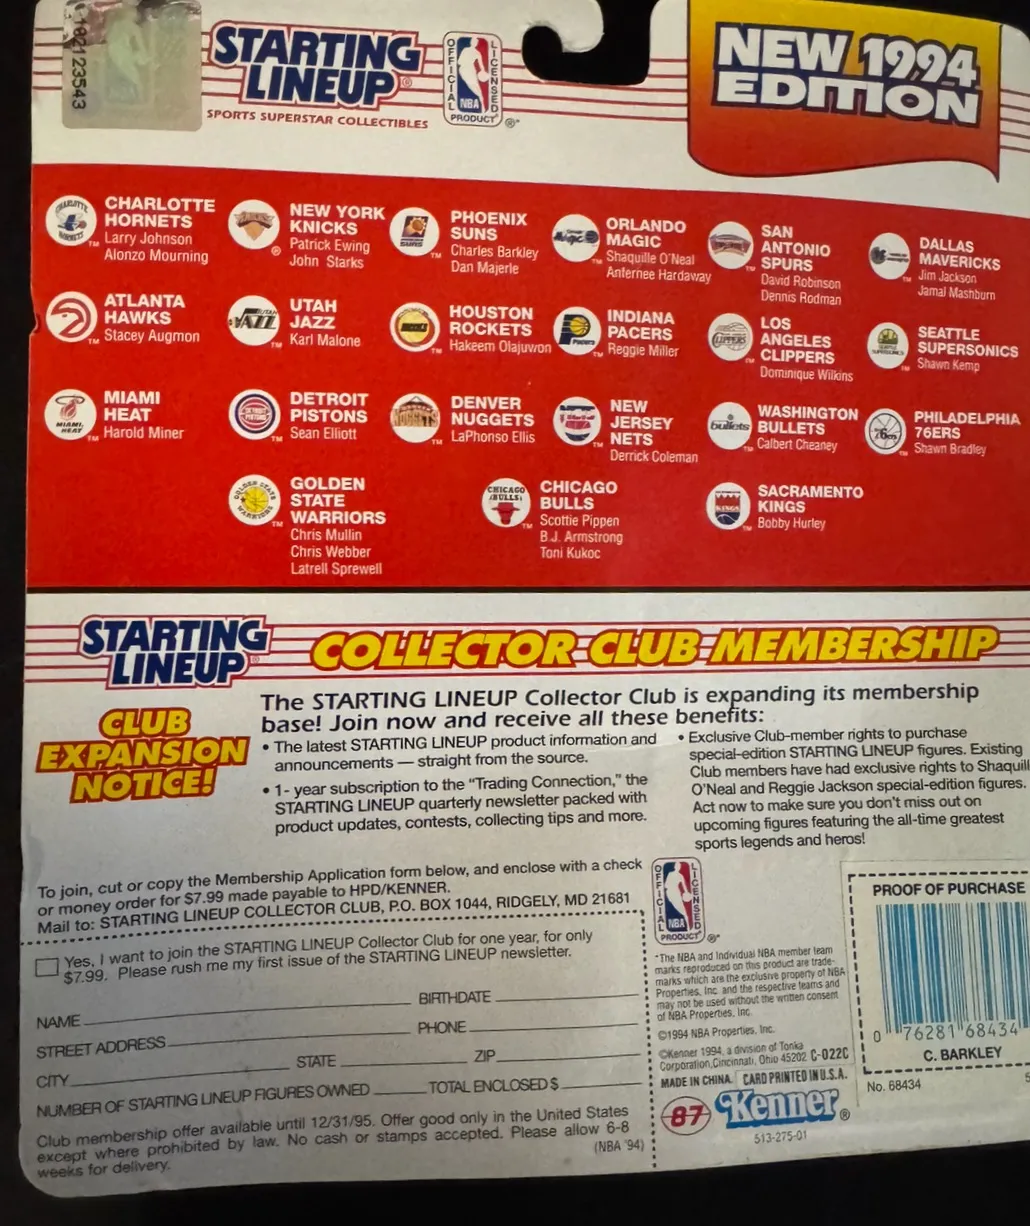 102123543
STARTING
LINEUP®
SPORTS SUPERSTAR COLLECTIBLES
OFFICIAL
LICENSED
NBA
PRODUCT
®*
NEW 1994
EDITION
CHARLOTTE
HORNETS
Larry Johnson
Alonzo Mourning
NEW YORK
KNICKS
Patrick Ewing
John Starks
PHOENIX
SUNS
Charles Barkley
Dan Majerle
ORLANDO
MAGIC
Shaquille O'Neal
Anfernee Hardaway
SAN
ANTONIO
SPURS
David Robinson
Dennis Rodman
DALLAS
MAVERICKS
Jim Jackson
Jamal Mashburn
ATLANTA
HAWKS
Stacey Augmon
UTAH
JAZZ
Karl Malone
HOUSTON
ROCKETS
Hakeem Olajuwon
INDIANA
PACERS
Reggie Miller
LOS
ANGELES
CLIPPERS
Dominique Wilkins
SEATTLE
SUPERSONICS
Shawn Kemp
MIAMI
HEAT
Harold Miner
DETROIT
PISTONS
Sean Elliott
DENVER
NUGGETS
LaPhonso Ellis
NEW
JERSEY
NETS
Derrick Coleman
WASHINGTON
BULLETS
Calbert Cheaney
PHILADELPHIA
76ERS
Shawn Bradley
GOLDEN
STATE
WARRIORS
Chris Mullin
Chris Webber
Latrell Sprewell
CHICAGO
BULLS
Scottie Pippen
B.J. Armstrong
Toni Kukoc
SACRAMENTO
KINGS
Bobby Hurley
STARTING
LINEUP®
COLLECTOR CLUB MEMBERSHIP
CLUB
EXPANSION
NOTICE!
The STARTING LINEUP Collector Club is expanding its membership
base! Join now and receive all these benefits:
• The latest STARTING LINEUP product information and
announcements — straight from the source.
• 1- year subscription to the "Trading Connection," the
STARTING LINEUP quarterly newsletter packed with
product updates, contests, collecting tips and more.
• Exclusive Club-member rights to purchase
special-edition STARTING LINEUP figures. Existing
Club members have had exclusive rights to Shaquill
O'Neal and Reggie Jackson special-edition figures.
Act now to make sure you don't miss out on
upcoming figures featuring the all-time greatest
sports legends and heros!
To join, cut or copy the Membership Application form below, and enclose with a check
or money order for $7.99 made payable to HPD/KENNER.
Mail to: STARTING LINEUP COLLECTOR CLUB, P.O. BOX 1044, RIDGELY, MD 21681
Yes, I want to join the STARTING LINEUP Collector Club for one year, for only
$7.99. Please rush me my first issue of the STARTING LINEUP newsletter.
NAME BIRTHDATE
STREET ADDRESS PHONE
CITY STATE ZIP
NUMBER OF STARTING LINEUP FIGURES OWNED TOTAL ENCLOSED $
Club membership offer available until 12/31/95. Offer good only in the United States
except where prohibited by law. No cash or stamps accepted. Please allow 6-8
weeks for delivery. (NBA '94)
OFFICIAL
LICENSED
NBA
PRODUCT
®*
*The NBA and Individual NBA member team
marks reproduced on this product are trade-
marks which are the exclusive property of NBA
Properties, Inc. and the respective teams and
may not be used without the written consent
of NBA Properties, Inc.
©1994 NBA Properties, Inc.
©Kenner 1994, a division of Tonka
Corporation, Cincinnati, Ohio 45202 C-022C
MADE IN CHINA. CARD PRINTED IN U.S.A.
87
Kenner®
513-275-01
PROOF OF PURCHASE
0 76281 68434
C. BARKLEY
No. 68434